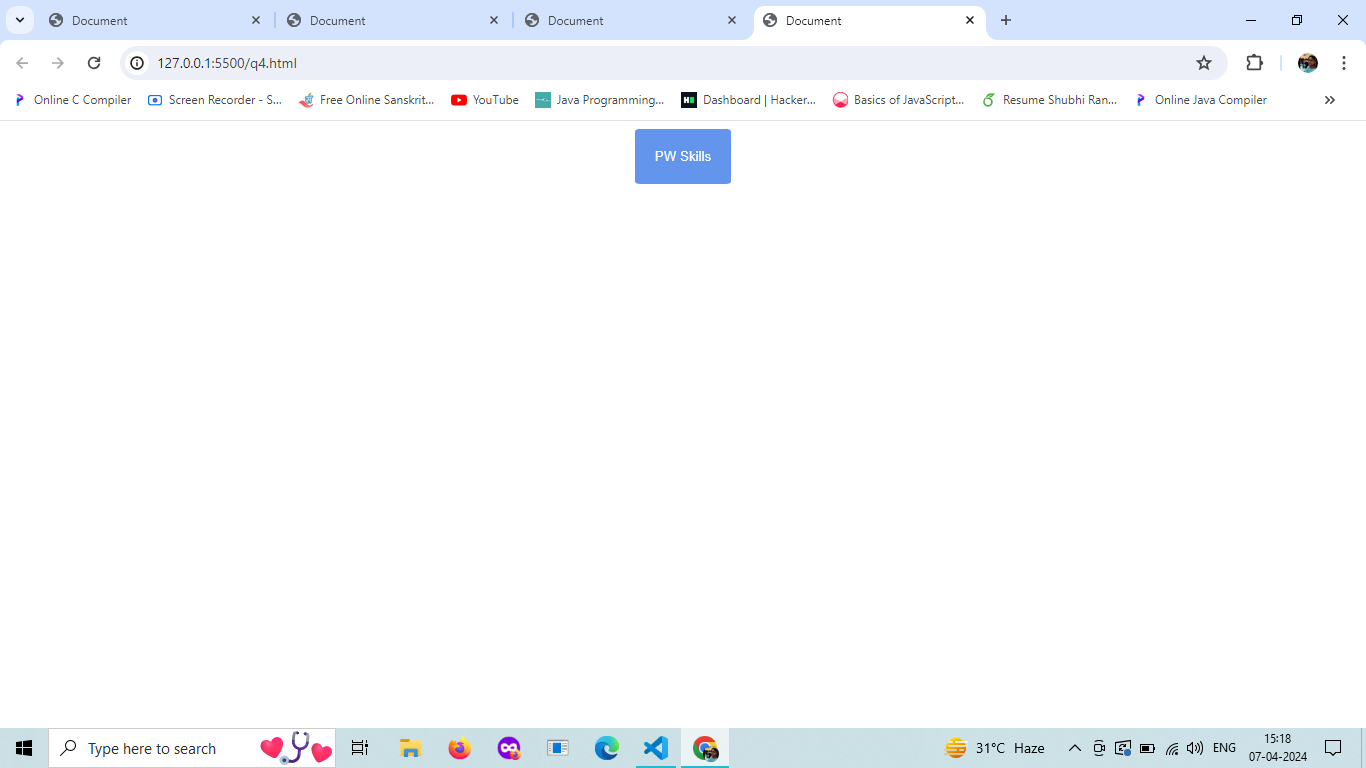 Document Document Document Document
127.0.0.1:5500/q4.html
Online C Compiler Screen Recorder - S... Free Online Sanskrit... YouTube Java Programming... Dashboard | Hacker... Basics of JavaScript... Resume Shubhi Ran... Online Java Compiler
PW Skills
Type here to search 31°C Haze ENG 15:18
07-04-2024